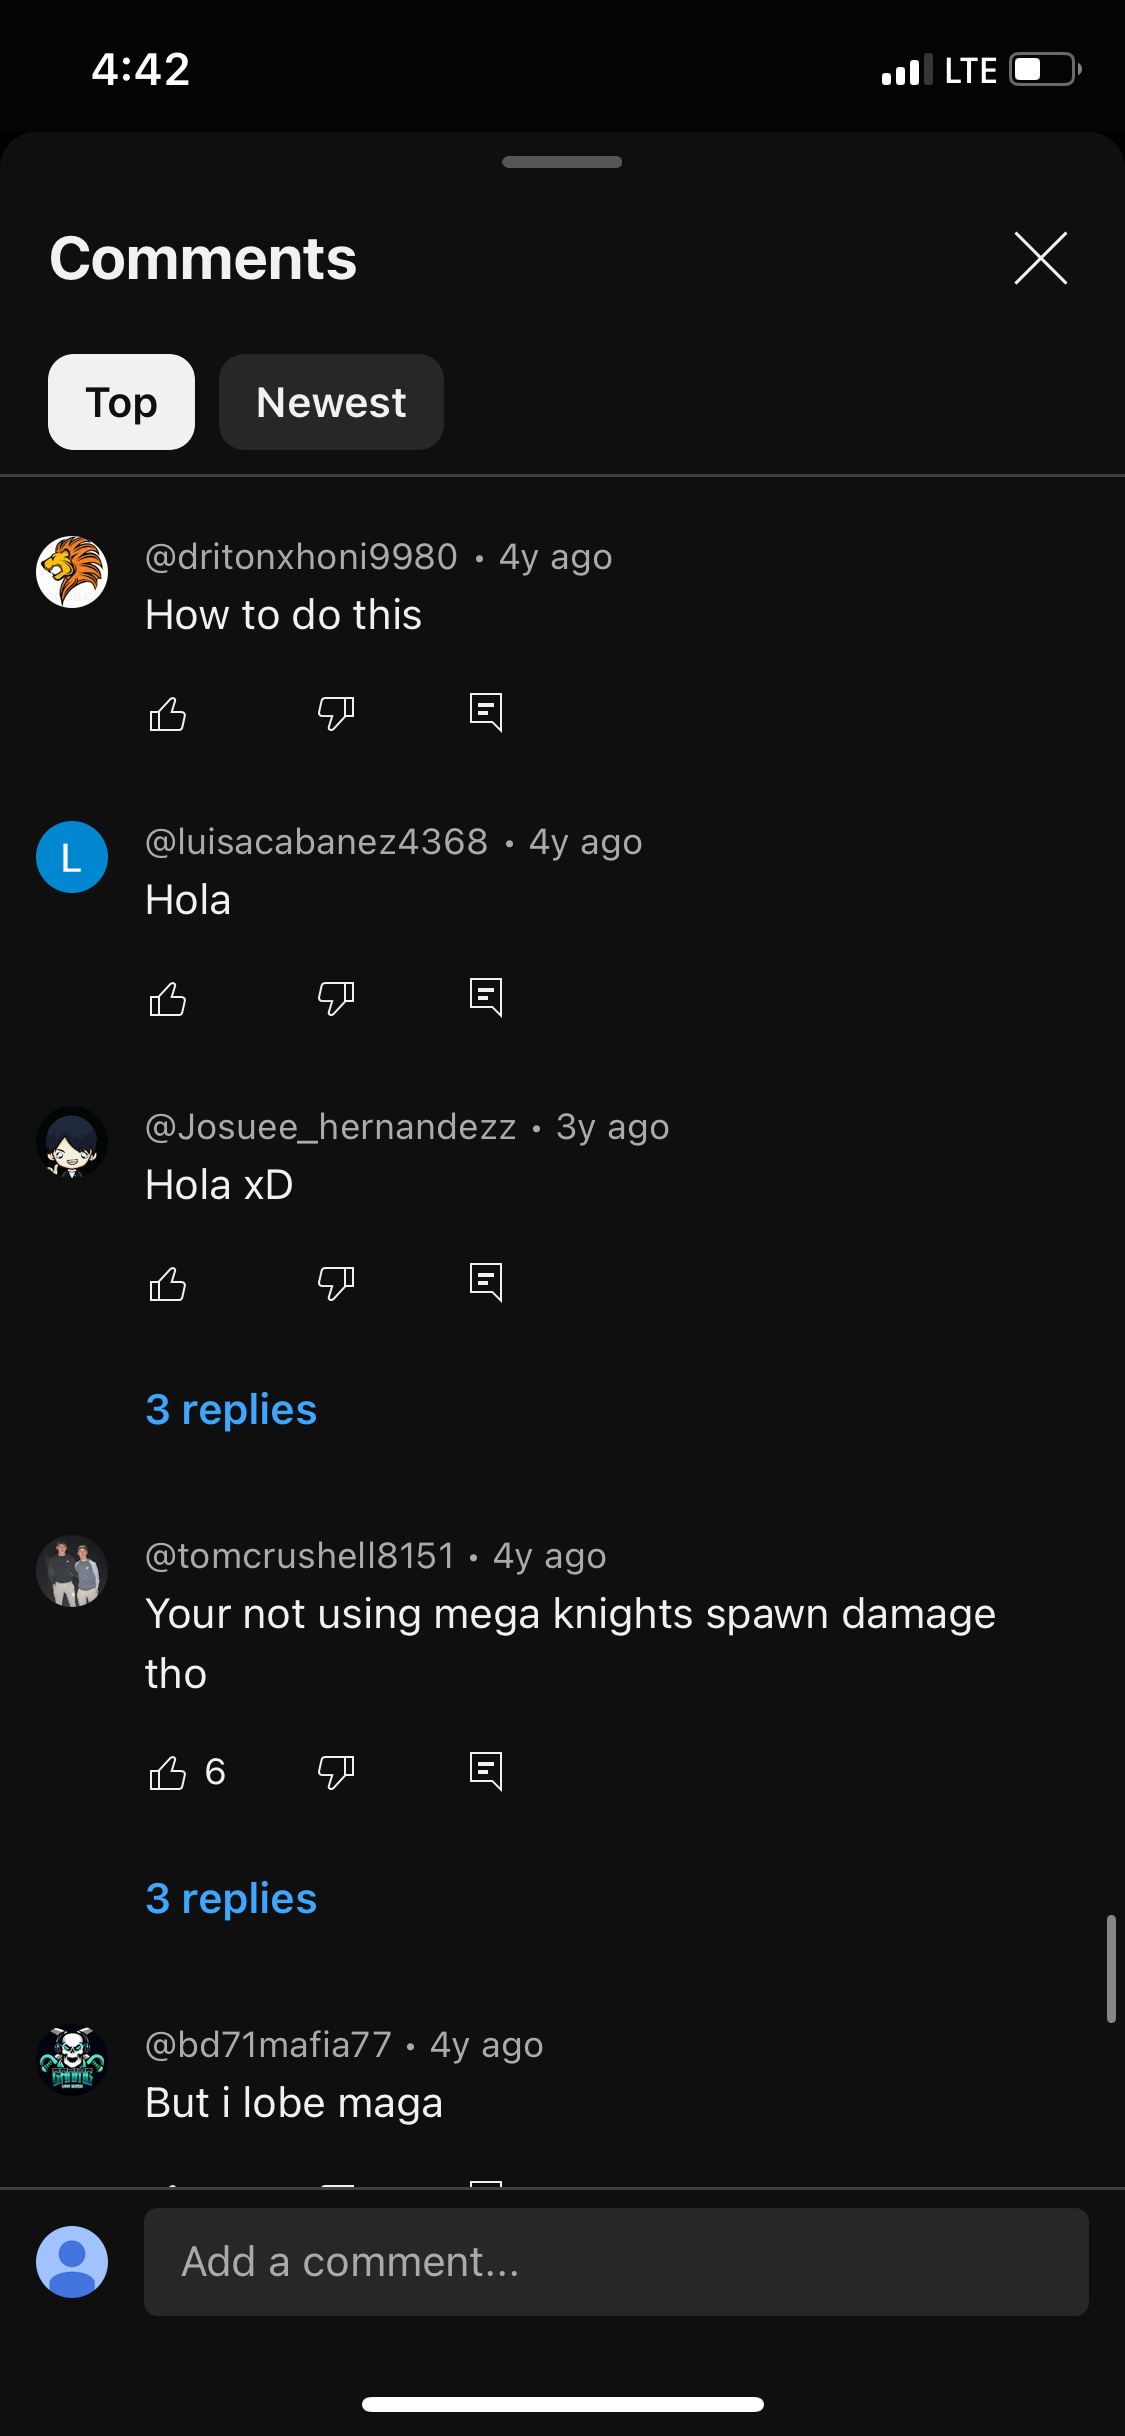 4:42
LTE
Comments
Top
Newest
@dritonxhoni9980 • 4y ago
How to do this
L
@luisacabanez4368 • 4y ago
Hola
@Josuee_hernandezz • 3y ago
Hola xD
3 replies
@tomcrushell8151 • 4y ago
Your not using mega knights spawn damage
tho
6
3 replies
GAMING
@bd71mafia77 • 4y ago
But i lobe maga
Add a comment...